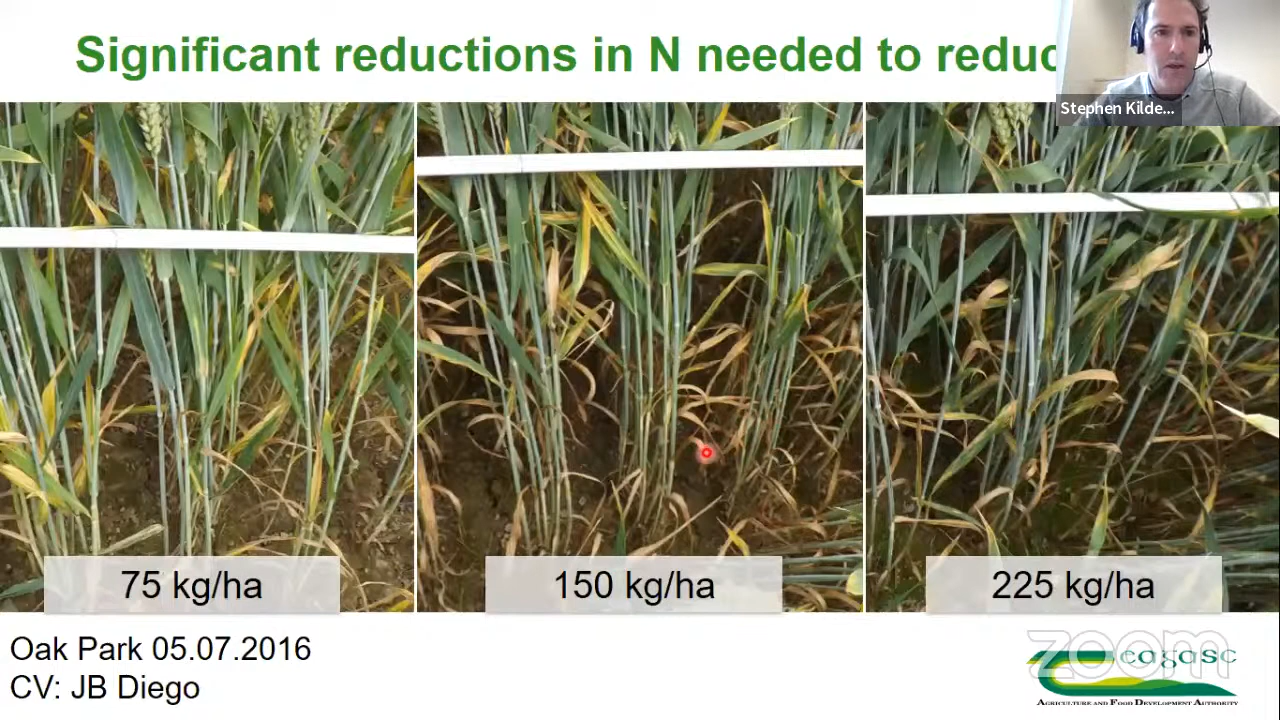 Significant reductions in N needed to reduc
Stephen Kilde...
75 kg/ha
150 kg/ha
225 kg/ha
Oak Park 05.07.2016
CV: JB Diego
zoom
eagasc
AGRICULTURE AND FOOD DEVELOPMENT AUTHORITY